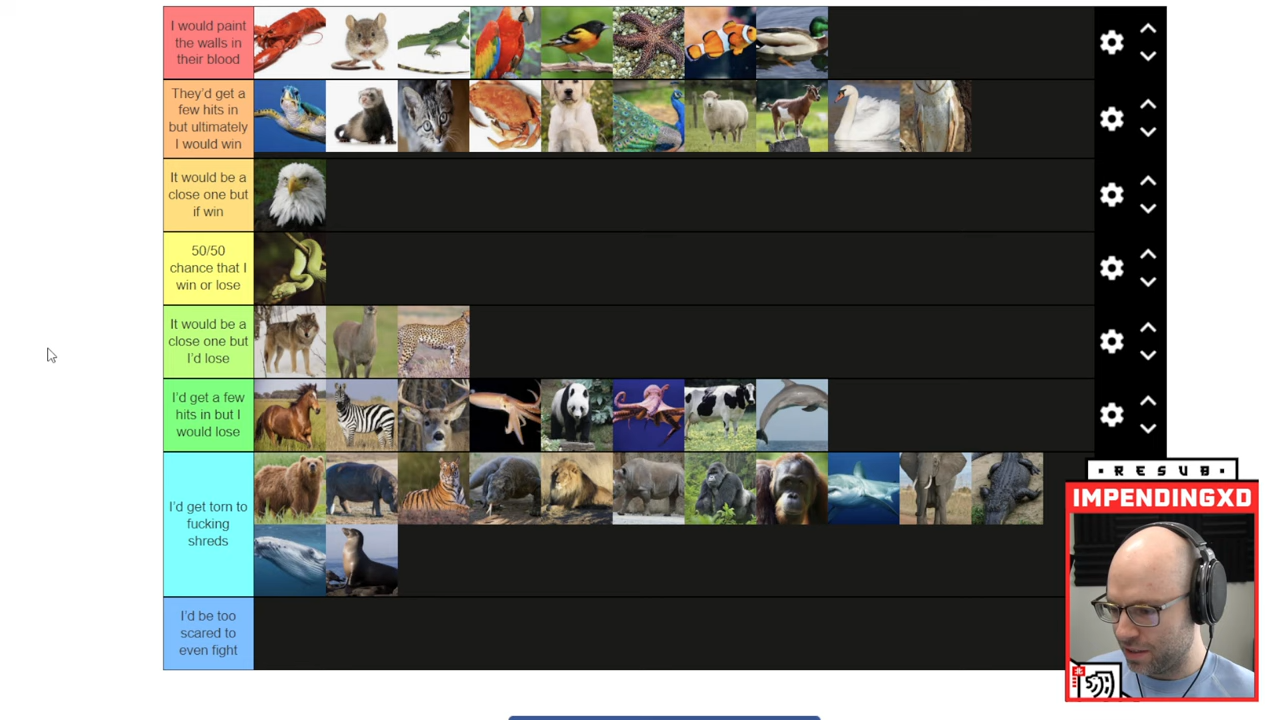 I would paint
the walls in
their blood
They'd get a
few hits in
but ultimately
I would win
It would be a
close one but
if win
50/50
chance that I
win or lose
It would be a
close one but
I'd lose
I'd get a few
hits in but I
would lose
I'd get torn to
fucking
shreds
I'd be too
scared to
even fight
RESUB
IMPENDINGXD